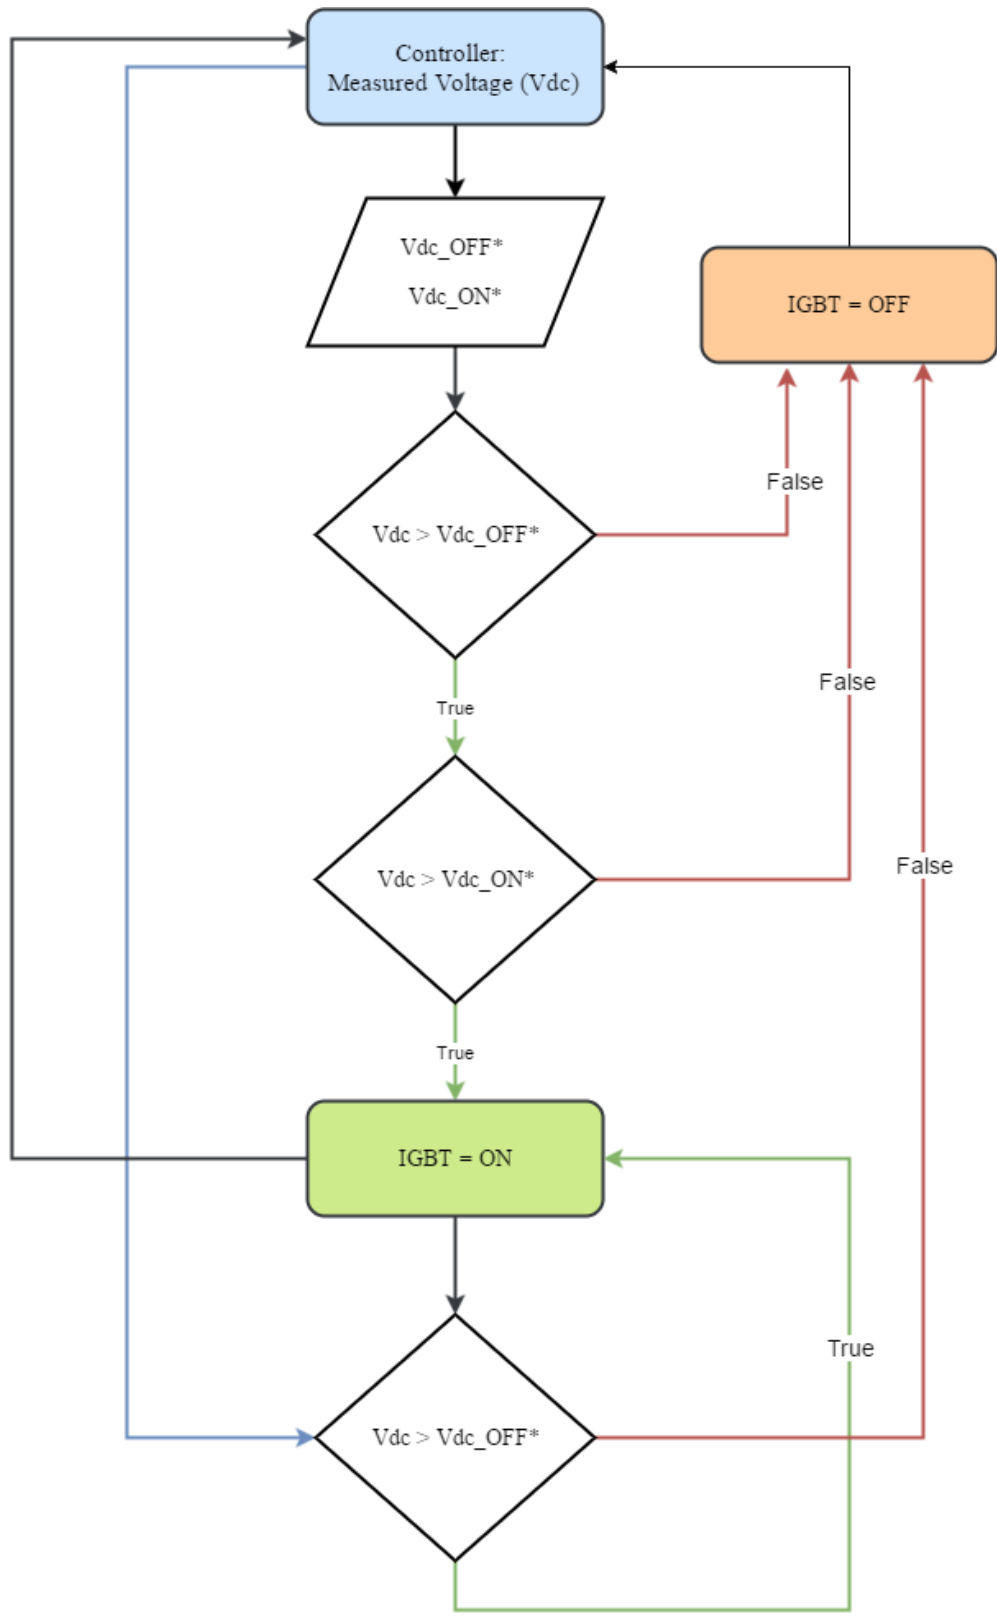 Controller:
Measured Voltage (Vdc)
Vdc_OFF*
Vdc_ON*
IGBT = OFF
False
Vdc > Vdc_OFF*
False
True
False
Vdc > Vdc_ON*
True
IGBT = ON
True
Vdc > Vdc_OFF*